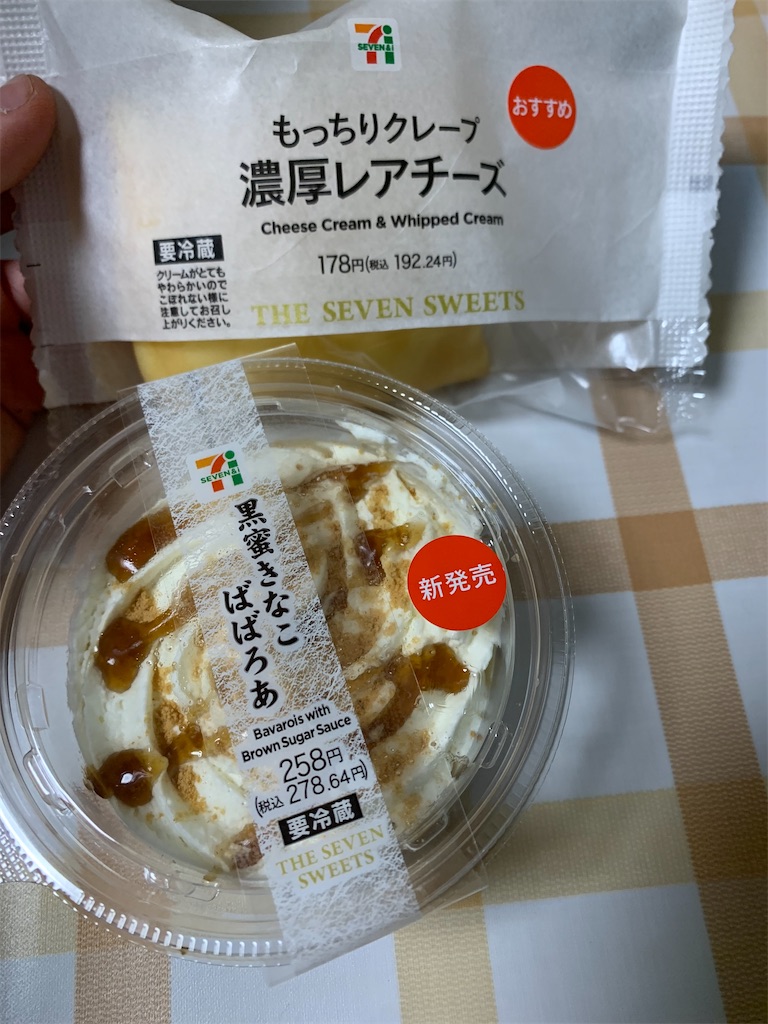 SEVEN&i
おすすめ
もっちりクレープ
濃厚レアチーズ
Cheese Cream & Whipped Cream
178円(税込 192.24円)
要冷蔵
クリームがとても
やわらかいので
こぼれない様に
注意してお召し
上がりください。
THE SEVEN SWEETS
SEVEN&i
黒蜜きなこ
ばばろあ
新発売
Bavarois with
Brown Sugar Sauce
258円
(税込 278.64円)
要冷蔵
THE SEVEN
SWEETS